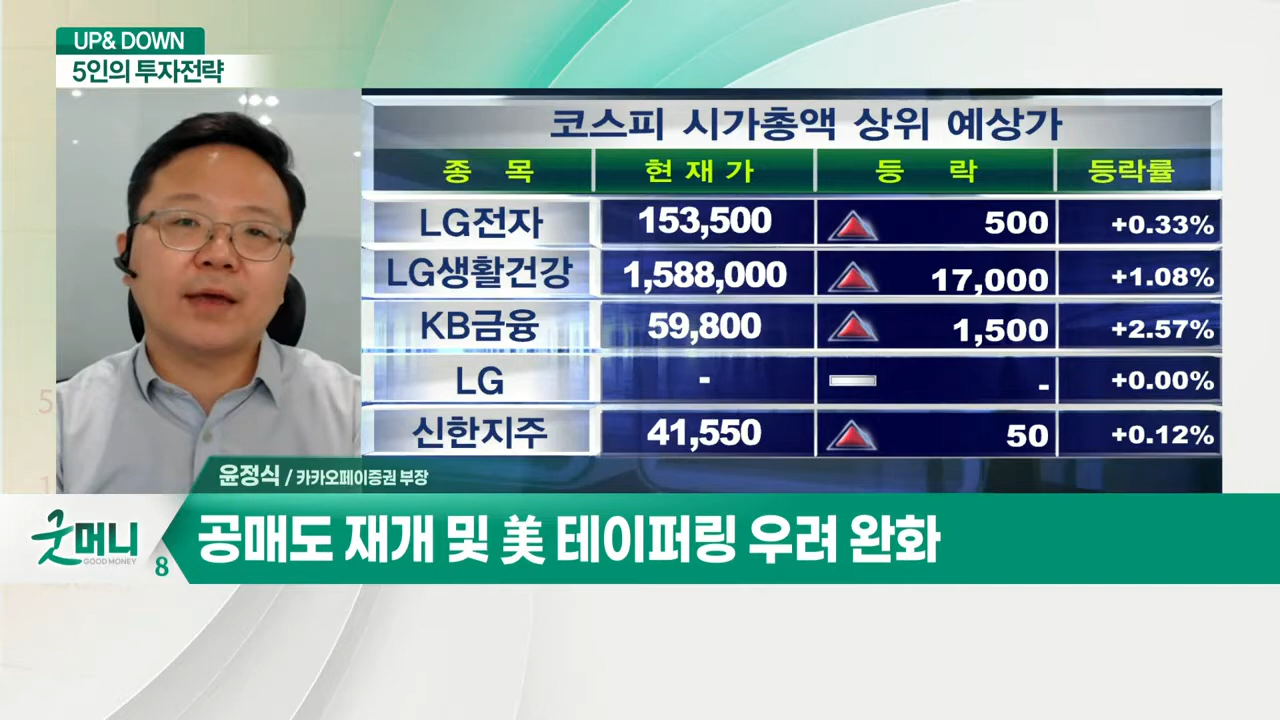 UP& DOWN
5인의 투자전략
코스피 시가총액 상위 예상가
종 목 현 재 가 등 락 등락률
LG전자 153,500 500 +0.33%
LG생활건강 1,588,000 17,000 +1.08%
KB금융 59,800 1,500 +2.57%
LG - - +0.00%
신한지주 41,550 50 +0.12%
윤정식 / 카카오페이증권 부장
굿머니
GOOD MONEY
8
공매도 재개 및 美 테이퍼링 우려 완화